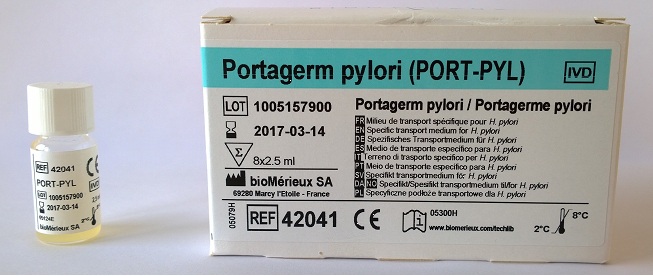 Portagerm pylori (PORT-PYL)
IVD
LOT 1005157900
2017-03-14
8x2.5 ml
bioMérieux SA
69280 Marcy l'Etoile - France
Portagerm pylori / Portagerme pylori
FR Milieu de transport spécifique pour H. pylori
EN Specific transport medium for H. pylori
DE Spezifisches Transportmedium für H. pylori
ES Medio de transporte específico para H. pylori
IT Terreno di trasporto specifico per H. pylori
PT Meio de transporte específico para H. pylori
SV Specifikt transportmedium för H. pylori
DA NO Specifikt/Spesifikt transportmedium til/for H. pylori
PL Specyficzne podłoże transportowe dla H. pylori
05079H
REF 42041
CE
05300H
www.biomerieux.com/techlib
2°C
8°C
REF 42041
CE
PORT-PYL
IVD
LOT 1005157900
2017-03-14
bioMérieux SA